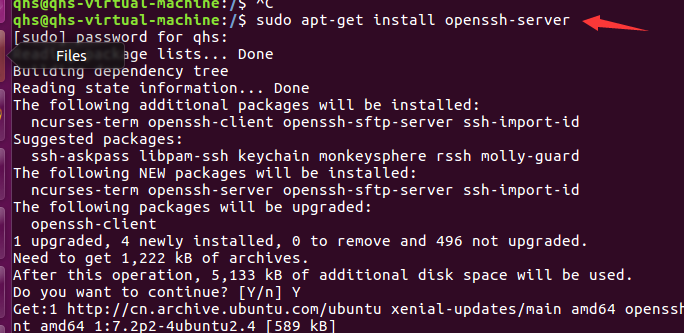 qhs@qhs-virtual-machine:/$ ^C
qhs@qhs-virtual-machine:/$ sudo apt-get install openssh-server
[sudo] password for qhs:
Files
age lists... Done
Building dependency tree
Reading state information... Done
The following additional packages will be installed:
ncurses-term openssh-client openssh-sftp-server ssh-import-id
Suggested packages:
ssh-askpass libpam-ssh keychain monkeysphere rssh molly-guard
The following NEW packages will be installed:
ncurses-term openssh-server openssh-sftp-server ssh-import-id
The following packages will be upgraded:
openssh-client
1 upgraded, 4 newly installed, 0 to remove and 496 not upgraded.
Need to get 1,222 kB of archives.
After this operation, 5,133 kB of additional disk space will be used.
Do you want to continue? [Y/n] Y
Get:1 http://cn.archive.ubuntu.com/ubuntu xenial-updates/main amd64 openssh
nt amd64 1:7.2p2-4ubuntu2.4 [589 kB]